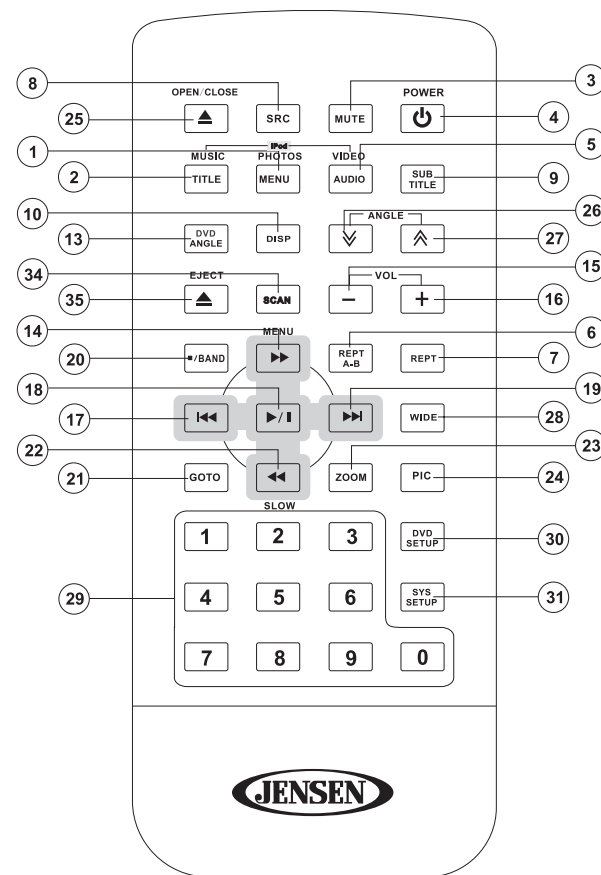 8 3
OPEN/CLOSE POWER
25 SRC MUTE 4
1 iPod 5
MUSIC PHOTOS VIDEO
2 TITLE MENU AUDIO SUB TITLE 9
10 ANGLE 26
13 DVD ANGLE DISP 27
34 EJECT VOL 15
35 SCAN − + 16
14 MENU 6
20 ■/BAND ▶▶ REPT A-B REPT 7
18 19
17 I◀◀ ▶/II ▶▶I WIDE 28
22 23
21 GOTO ◀◀ ZOOM PIC 24
SLOW
1 2 3 DVD SETUP 30
29 4 5 6 SYS SETUP 31
7 8 9 0
JENSEN